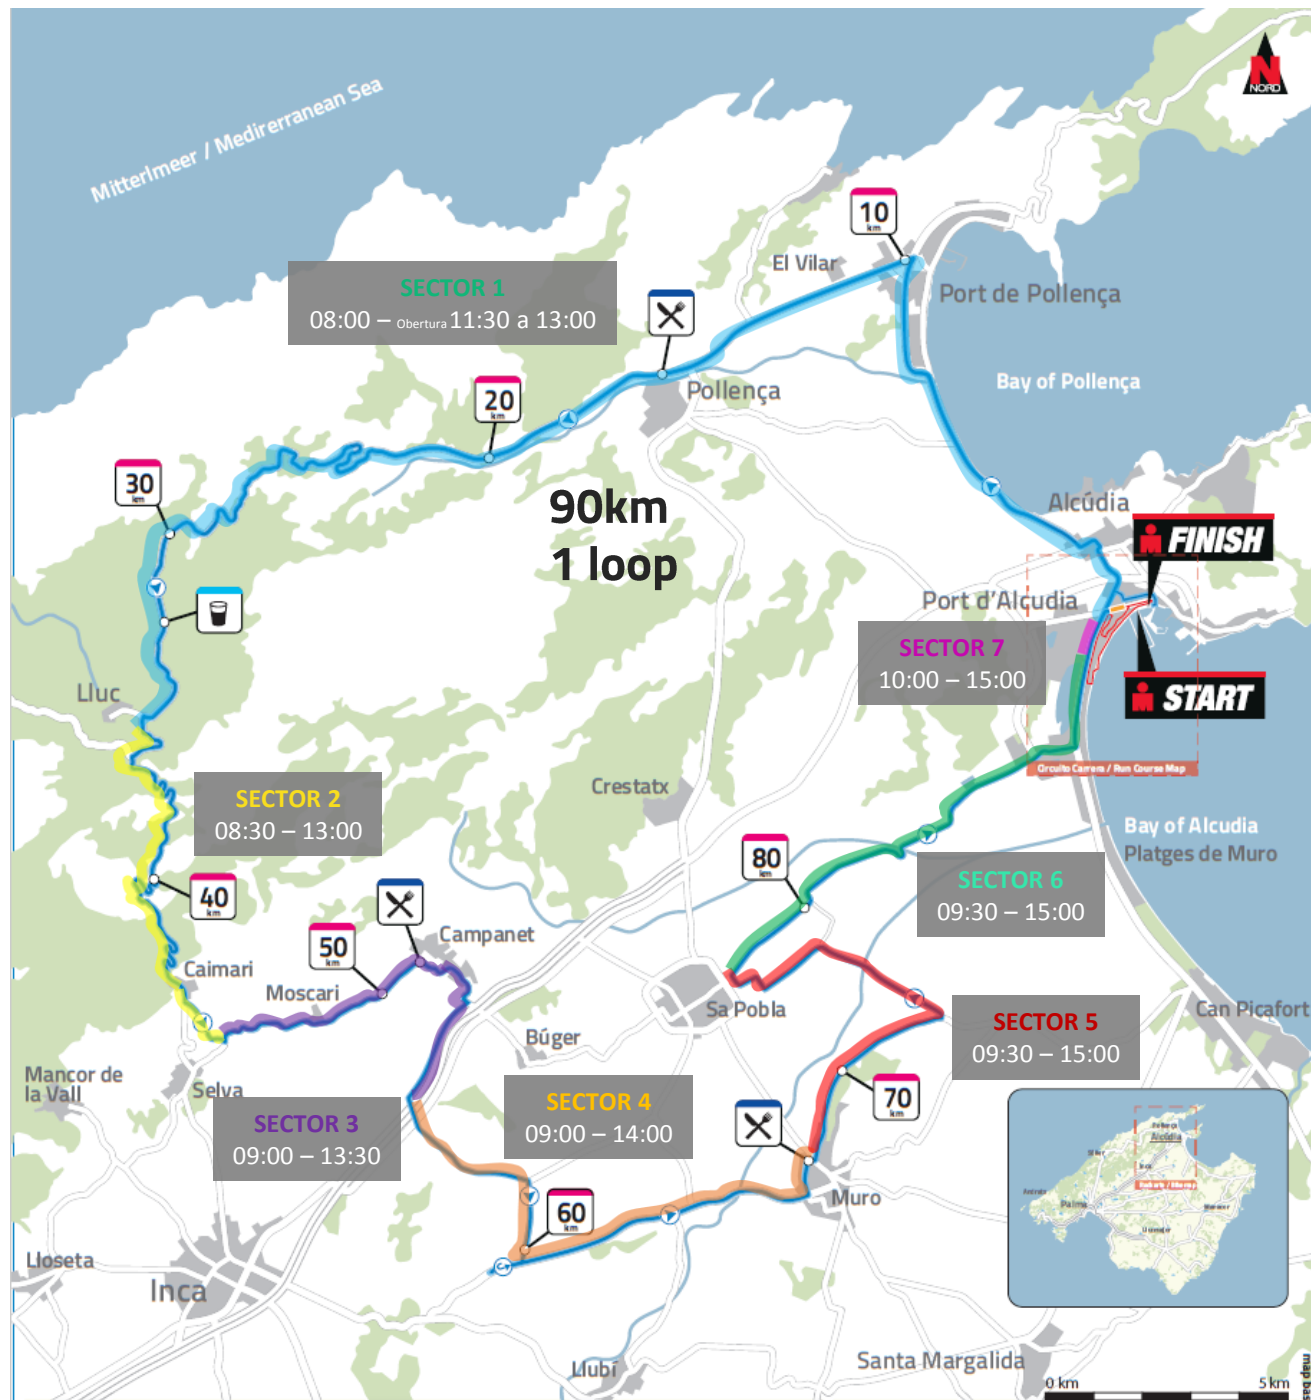 N
NORD
Mitterlmeer / Medirerranean Sea
10
km
El Vilar
Port de Pollença
SECTOR 1
08:00 – Obertura 11:30 a 13:00
Bay of Pollença
Pollença
20
km
30
km
90km
1 loop
Alcúdia
FINISH
Port d'Alcudia
SECTOR 7
10:00 – 15:00
START
Lluc
Circuito Carrera / Run Course Map
SECTOR 2
08:30 – 13:00
Crestatx
Bay of Alcudia
Platges de Muro
80
km
SECTOR 6
09:30 – 15:00
40
km
50
km
Campanet
Caimari
Moscari
Sa Pobla
Can Picafort
SECTOR 5
09:30 – 15:00
Búger
Mancor de
la Vall
Selva
70
km
SECTOR 4
09:00 – 14:00
SECTOR 3
09:00 – 13:30
Muro
60
km
Alcúdia
Inca
Palma
Lloseta
Inca
Llubí
Santa Margalida
0 km
5 km